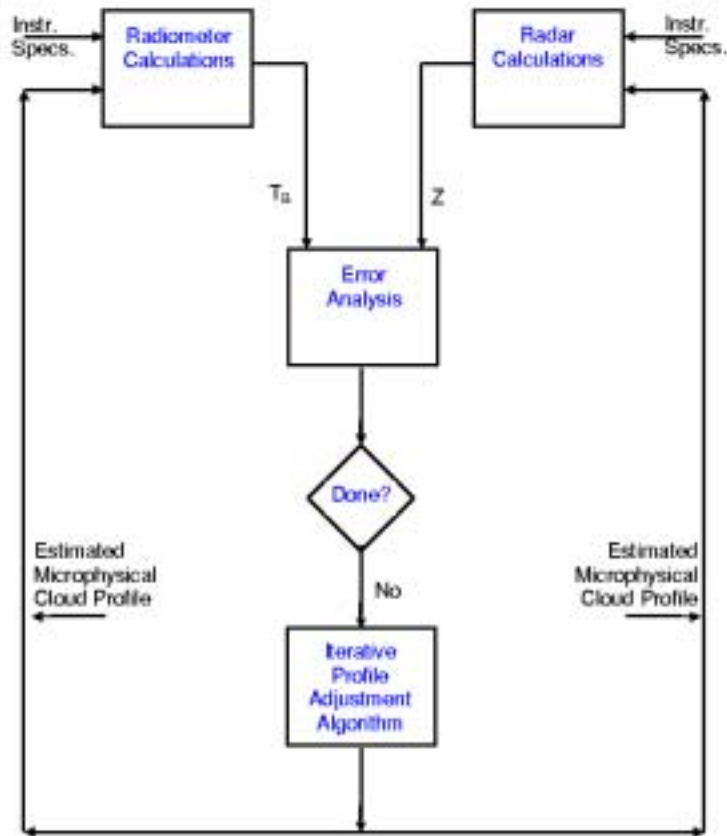 Instr.
Specs.
Radiometer
Calculations
Radar
Calculations
Instr.
Specs.
T_B
Z
Error
Analysis
Done?
Estimated
Microphysical
Cloud Profile
Estimated
Microphysical
Cloud Profile
No
Iterative
Profile
Adjustment
Algorithm